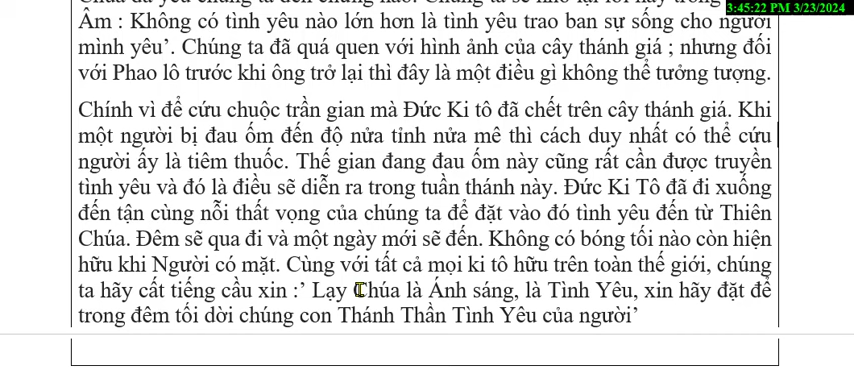 3:45:22 PM 3/23/2024
Âm : Không có tình yêu nào lớn hơn là tình yêu trao ban sự sống cho người
mình yêu’. Chúng ta đã quá quen với hình ảnh của cây thánh giá ; nhưng đối
với Phao lô trước khi ông trở lại thì đây là một điều gì không thể tưởng tượng.
Chính vì để cứu chuộc trần gian mà Đức Ki tô đã chết trên cây thánh giá. Khi
một người bị đau ốm đến độ nửa tỉnh nửa mê thì cách duy nhất có thể cứu
người ấy là tiêm thuốc. Thế gian đang đau ốm này cũng rất cần được truyền
tình yêu và đó là điều sẽ diễn ra trong tuần thánh này. Đức Ki Tô đã đi xuống
đến tận cùng nỗi thất vọng của chúng ta để đặt vào đó tình yêu đến từ Thiên
Chúa. Đêm sẽ qua đi và một ngày mới sẽ đến. Không có bóng tối nào còn hiện
hữu khi Người có mặt. Cùng với tất cả mọi ki tô hữu trên toàn thế giới, chúng
ta hãy cất tiếng cầu xin :’ Lạy Chúa là Ánh sáng, là Tình Yêu, xin hãy đặt để
trong đêm tối dời chúng con Thánh Thần Tình Yêu của người’